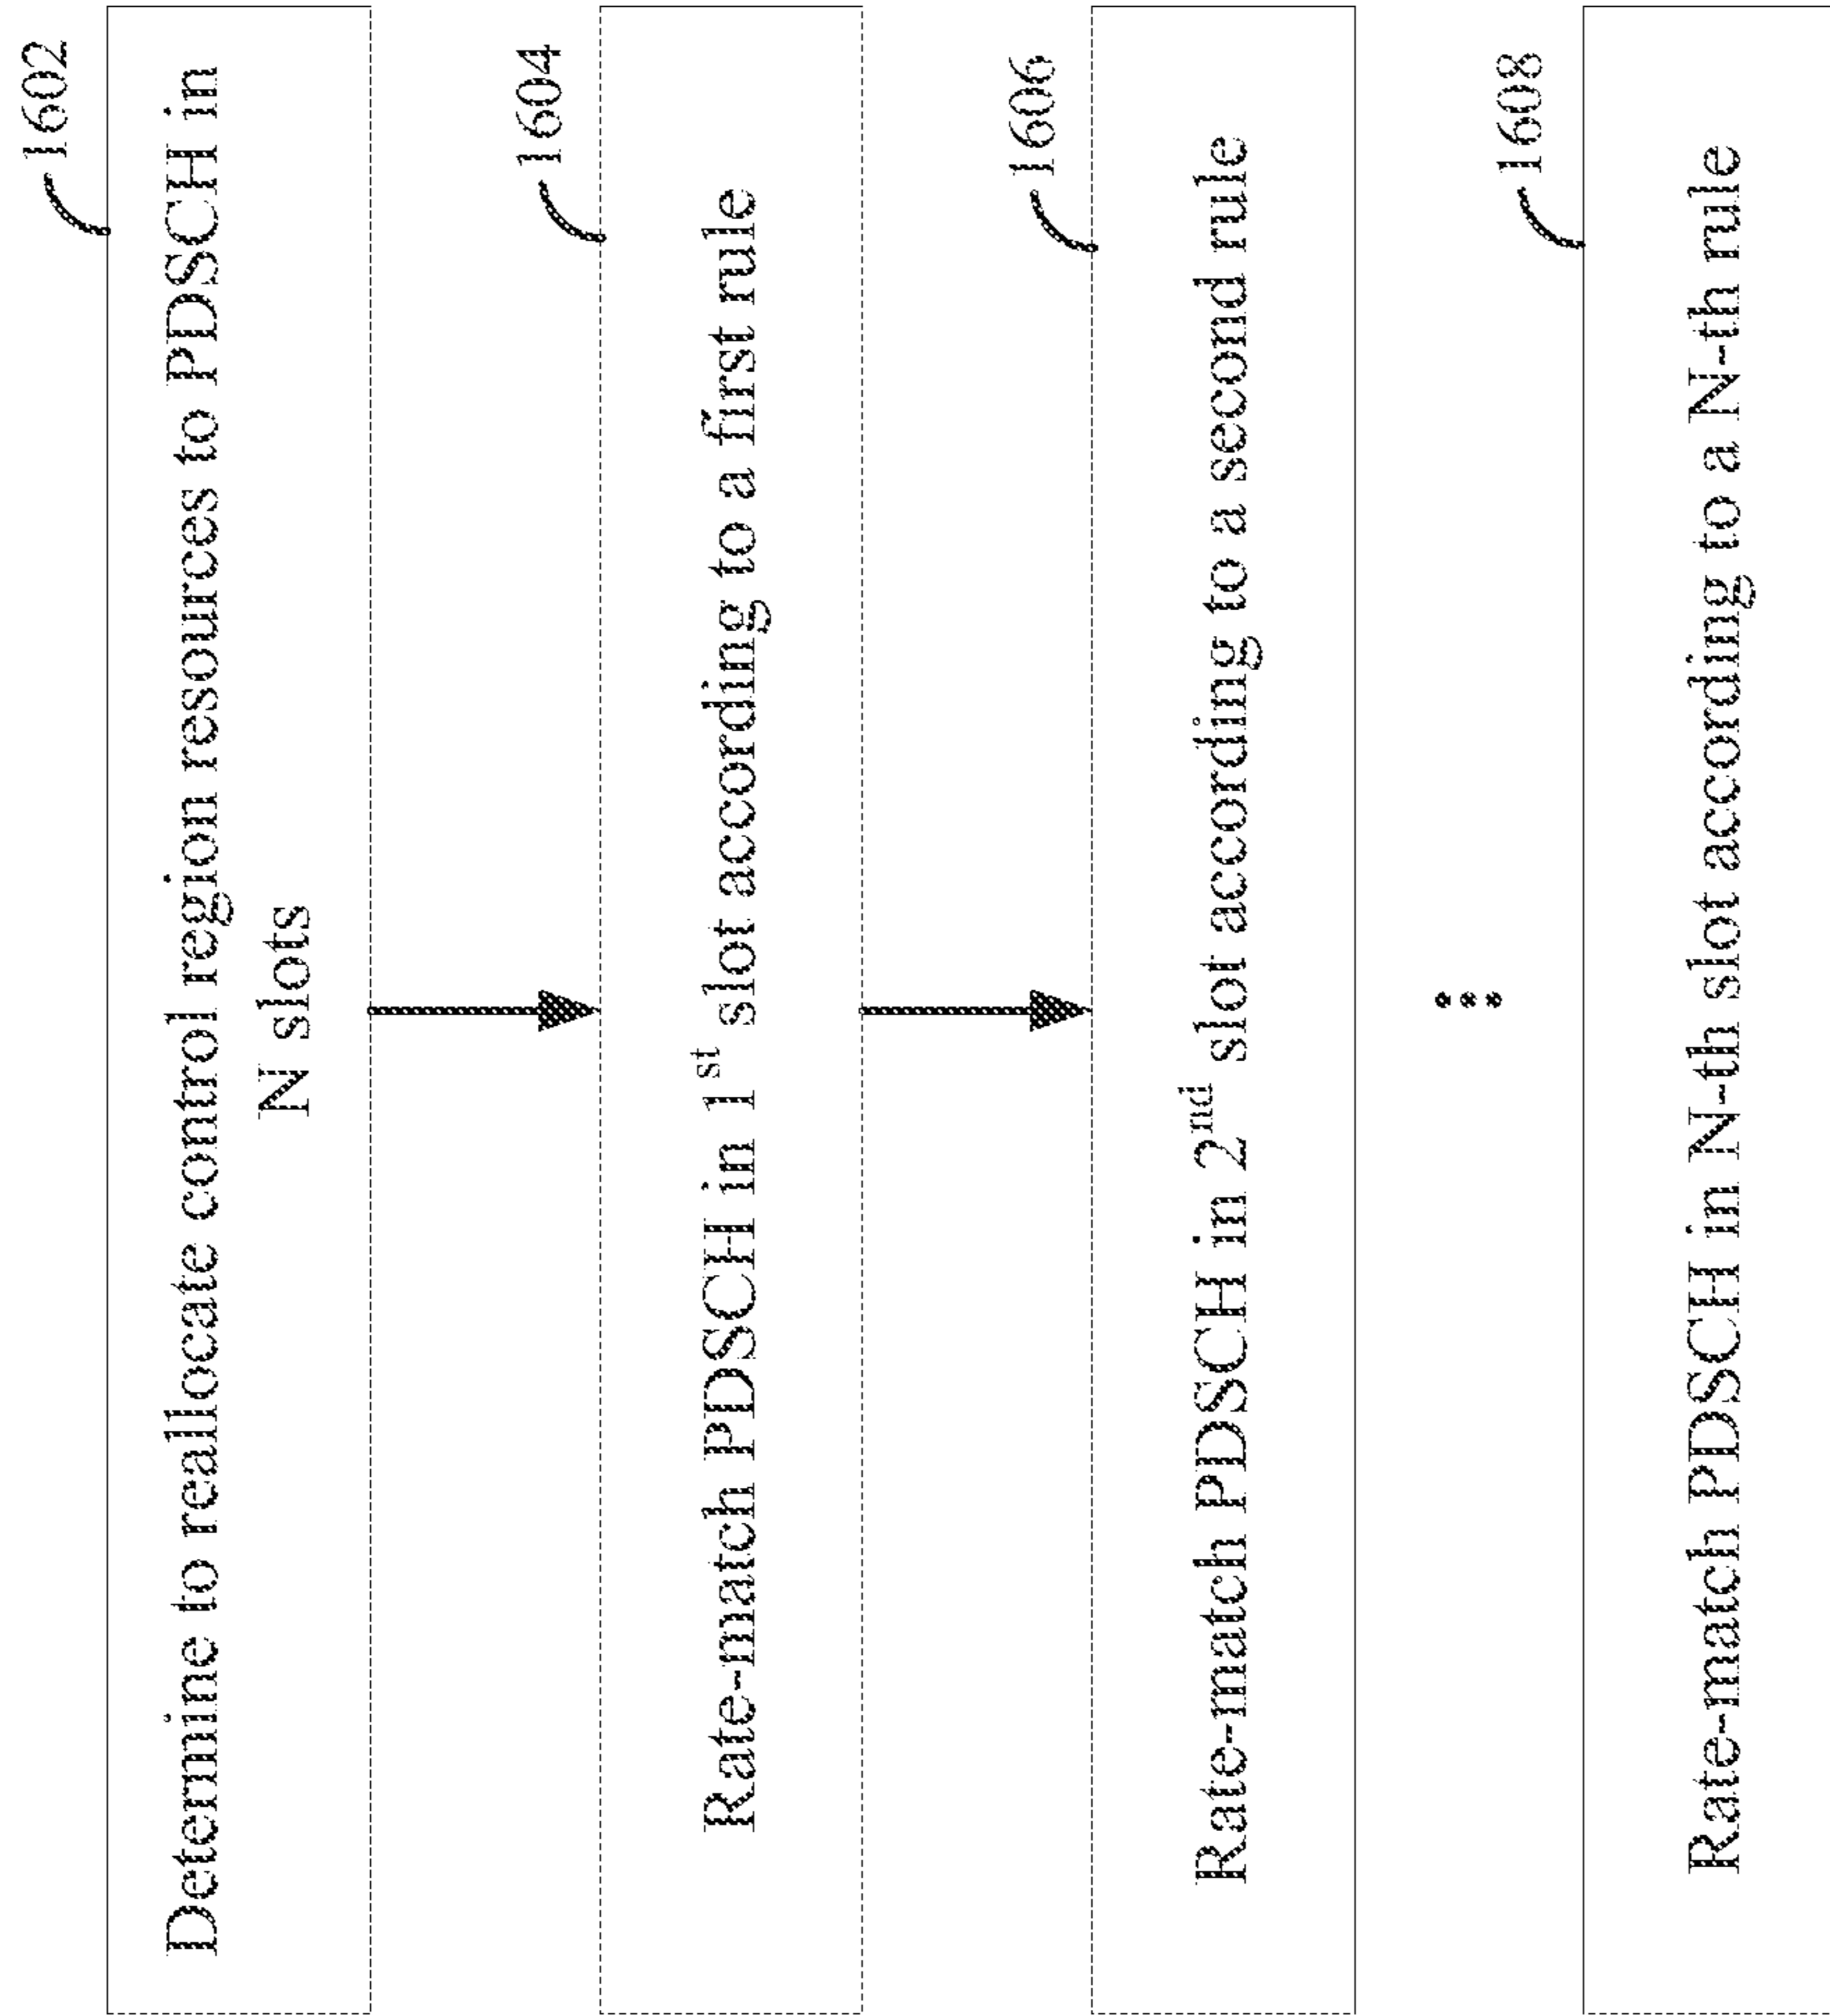 1602
Determine to reallocate control region resources to PDSCH in
N slots
1604
Rate-match PDSCH in 1st slot according to a first rule
1606
Rate-match PDSCH in 2nd slot according to a second rule
...
1608
Rate-match PDSCH in N-th slot according to a N-th rule